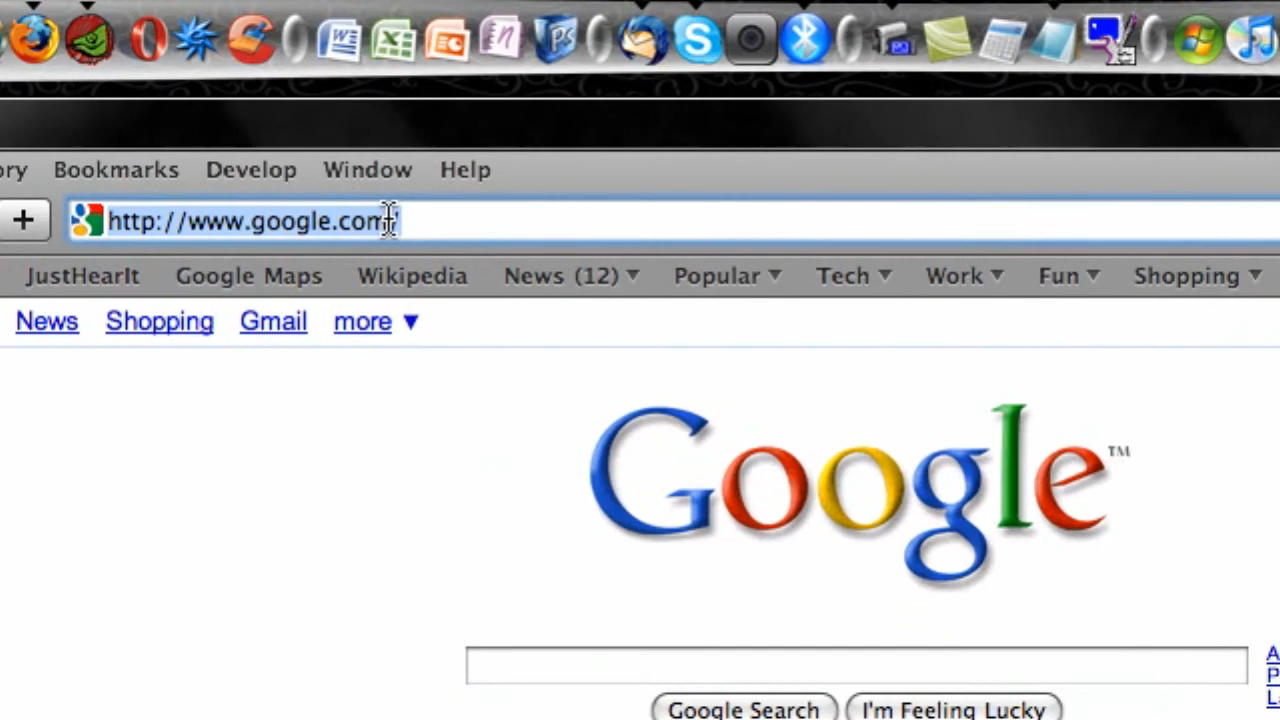 ory Bookmarks Develop Window Help
+ http://www.google.com/
JustHearIt Google Maps Wikipedia News (12) ▼ Popular ▼ Tech ▼ Work ▼ Fun ▼ Shopping ▼
News Shopping Gmail more ▼
Google™
A
P
La
Google Search I'm Feeling Lucky